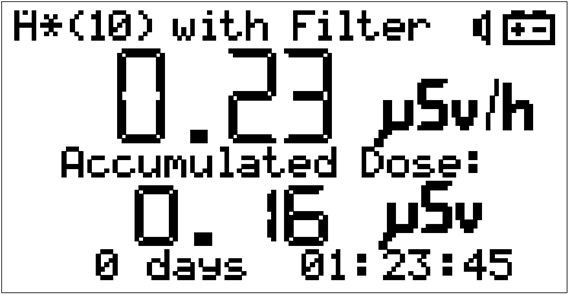 Ḣ*(10) with Filter
0.23 µSv/h
Accumulated Dose:
0.16 µSv
0 days 01:23:45